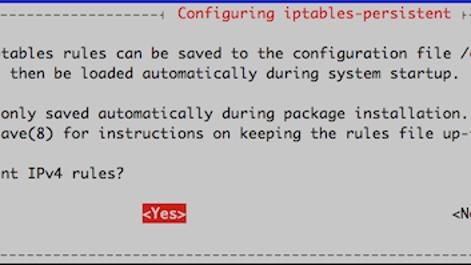 Configuring iptables-persistent
tables rules can be saved to the configuration file /
then be loaded automatically during system startup.
only saved automatically during package installation.
ave(8) for instructions on keeping the rules file up-
nt IPv4 rules?
<Yes> <N